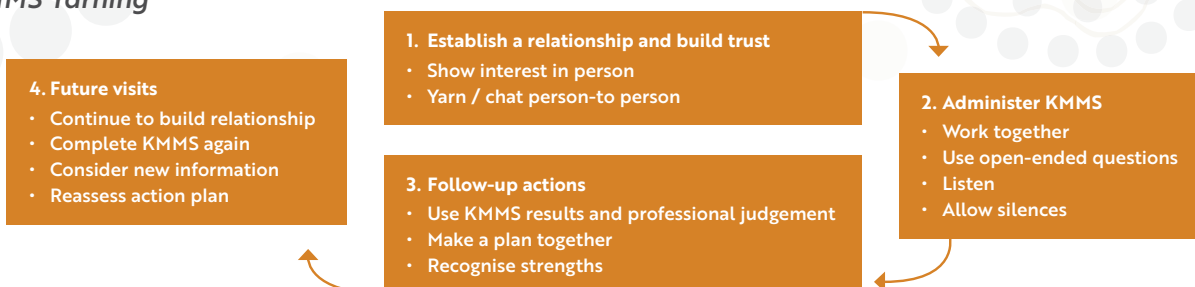 Yarning
1. Establish a relationship and build trust
• Show interest in person
• Yarn / chat person-to person
2. Administer KMMS
• Work together
• Use open-ended questions
• Listen
• Allow silences
3. Follow-up actions
• Use KMMS results and professional judgement
• Make a plan together
• Recognise strengths
4. Future visits
• Continue to build relationship
• Complete KMMS again
• Consider new information
• Reassess action plan